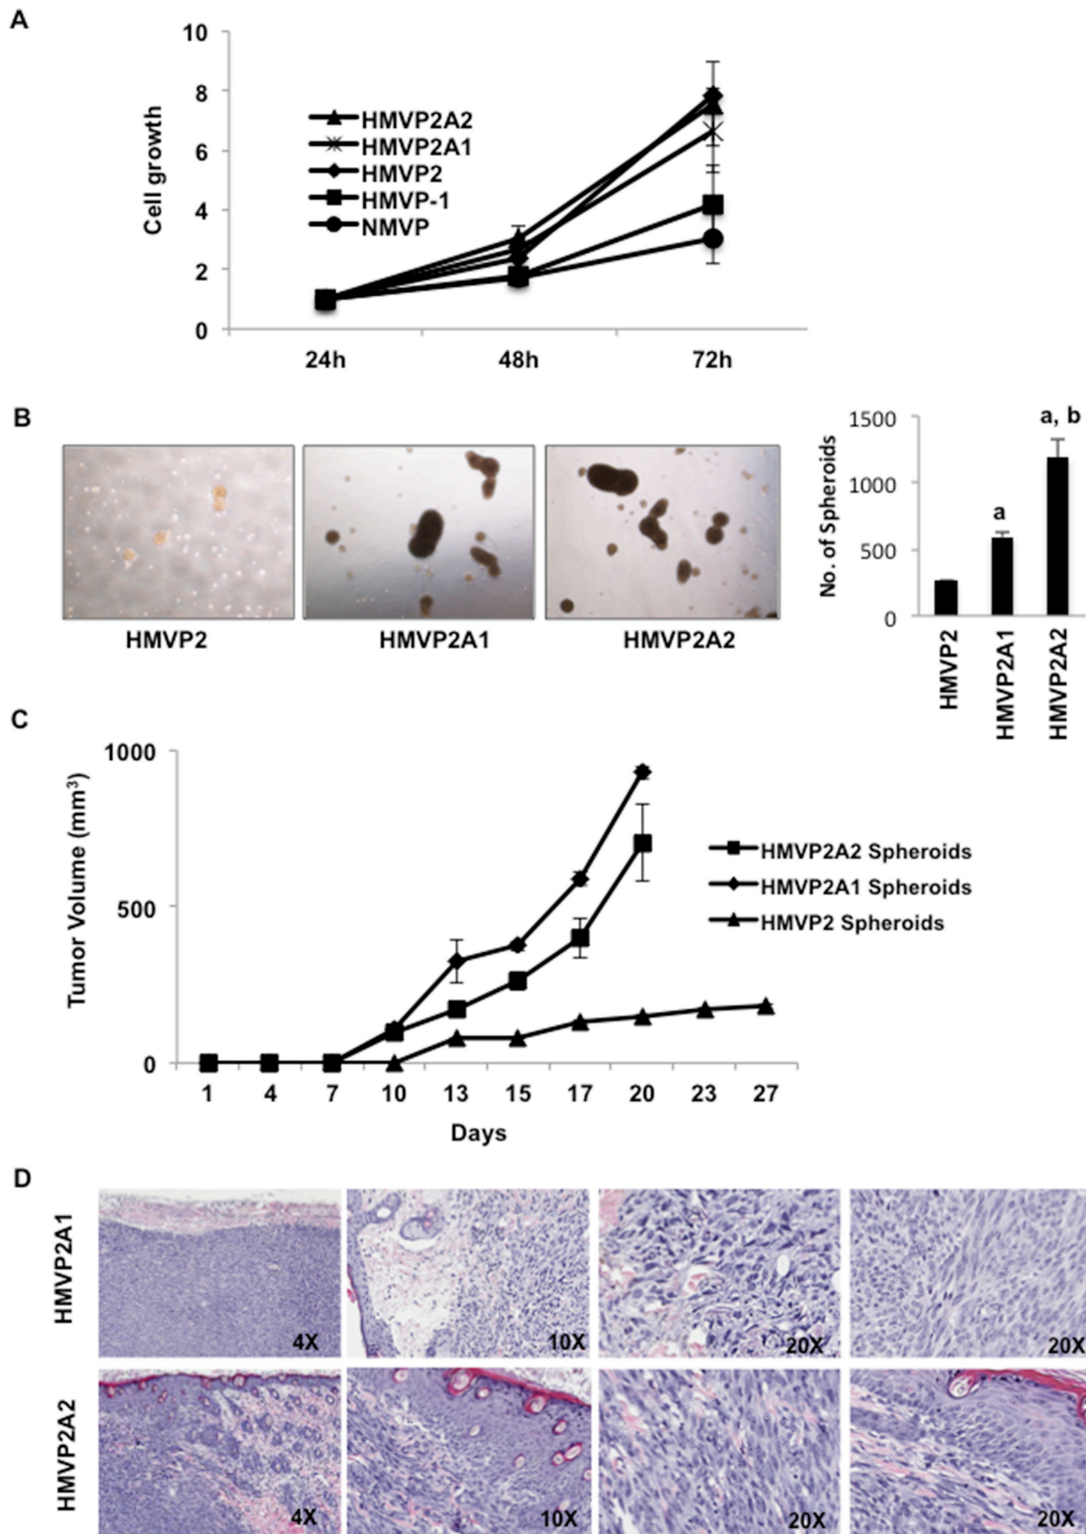 A
10
8
6
4
2
0
Cell growth
HMVP2A2
HMVP2A1
HMVP2
HMVP-1
NMVP
24h 48h 72h
B
HMVP2 HMVP2A1 HMVP2A2
No. of Spheroids
1500
1000
500
0
a
a, b
HMVP2 HMVP2A1 HMVP2A2
C
Tumor Volume (mm³)
1000
500
0
HMVP2A2 Spheroids
HMVP2A1 Spheroids
HMVP2 Spheroids
1 4 7 10 13 15 17 20 23 27
Days
D
HMVP2A1
4X 10X 20X 20X
HMVP2A2
4X 10X 20X 20X